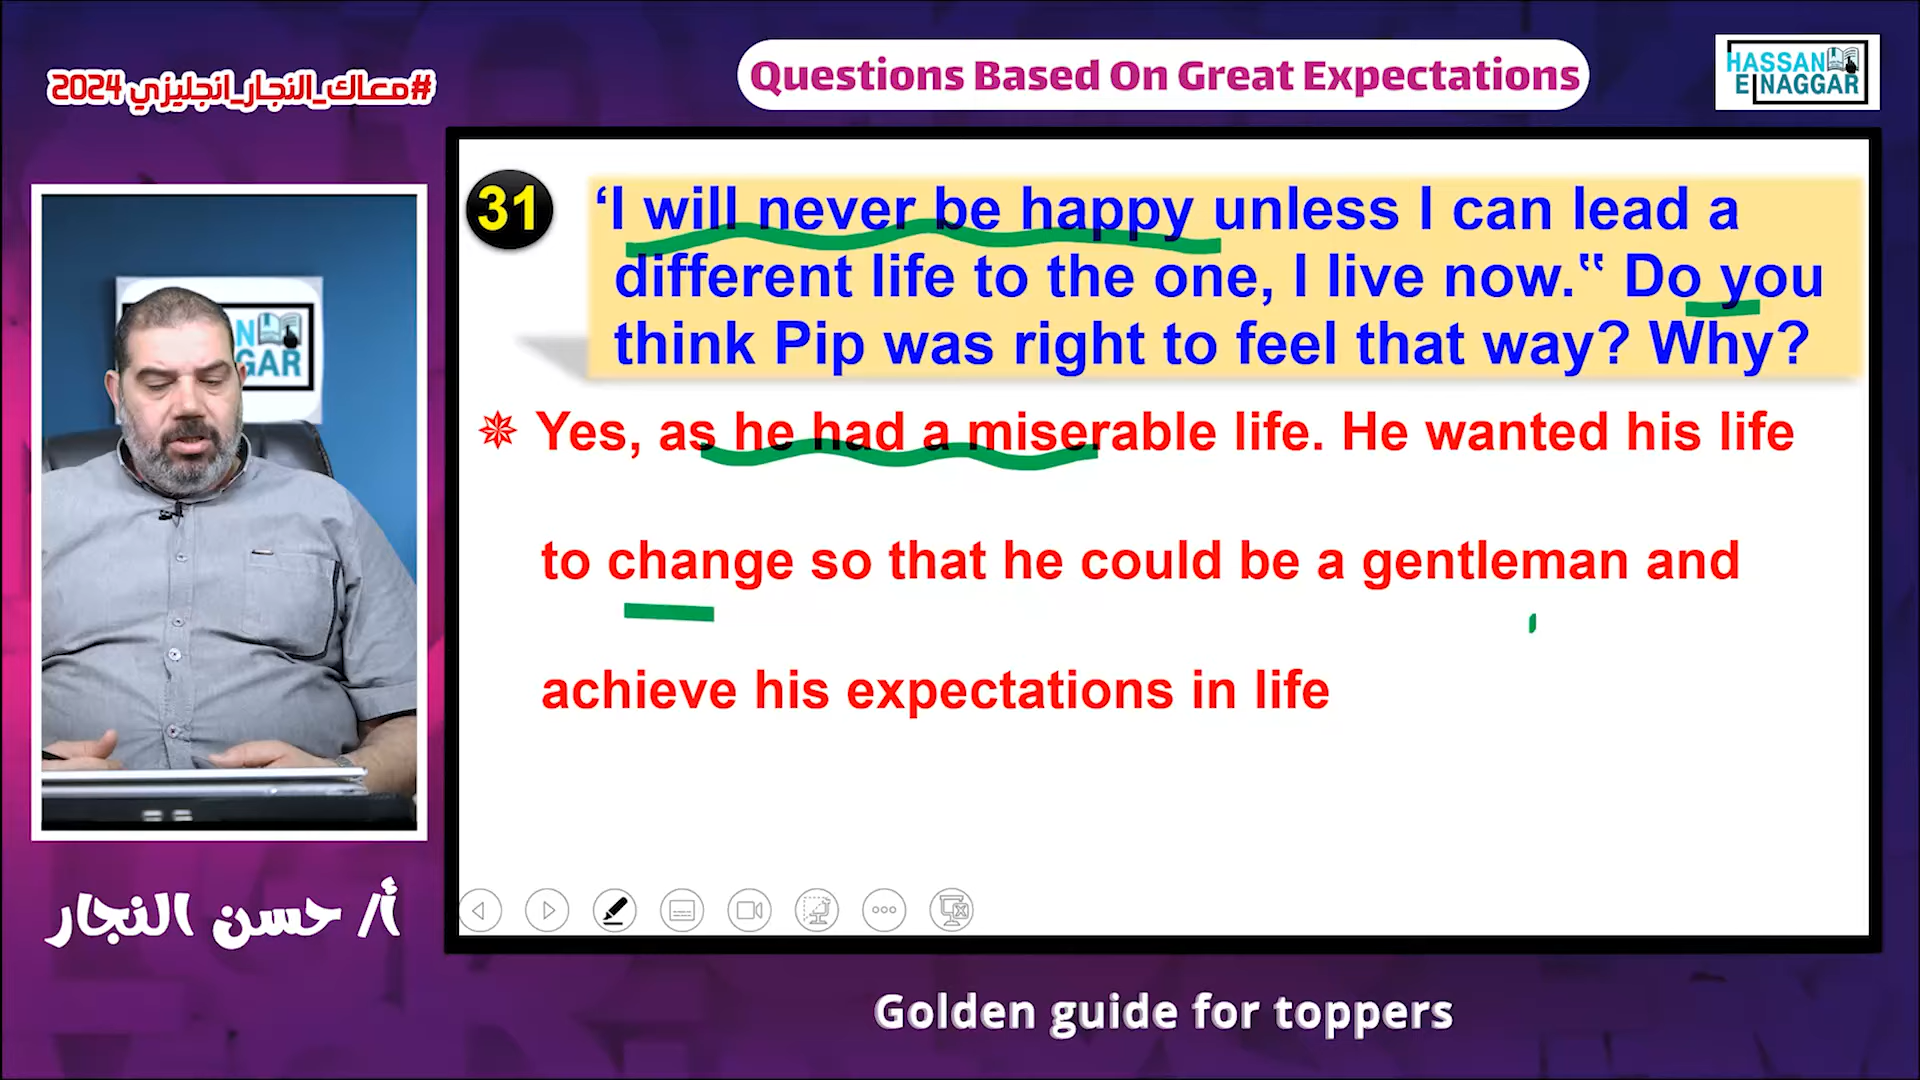 #معاك_النجار_انجليزي 2024
Questions Based On Great Expectations
HASSAN
ELNAGGAR
31
‘I will never be happy unless I can lead a
different life to the one, I live now.‟ Do you
think Pip was right to feel that way? Why?
Yes, as he had a miserable life. He wanted his life
to change so that he could be a gentleman and
achieve his expectations in life
N
GGAR
أ/ حسن النجار
Golden guide for toppers